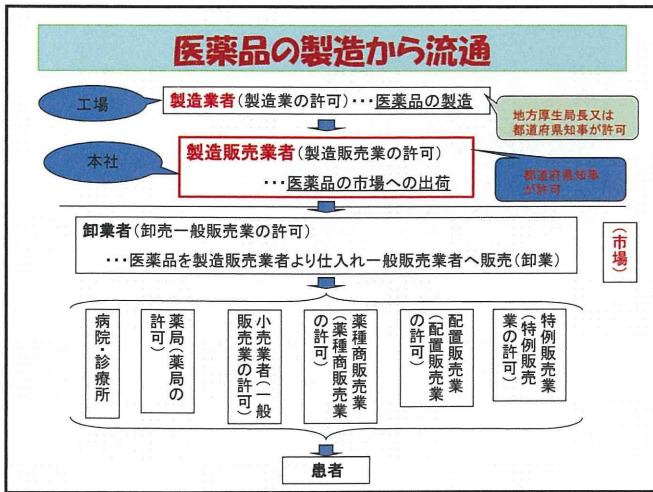 医薬品の製造から流通
工場
製造業者(製造業の許可)･･･医薬品の製造
地方厚生局長又は
都道府県知事が許可
本社
製造販売業者(製造販売業の許可)
･･･医薬品の市場への出荷
都道府県知事
が許可
卸業者(卸売一般販売業の許可)
･･･医薬品を製造販売業者より仕入れ一般販売業者へ販売(卸業)
(市場)
病院・診療所
薬局(薬局の
許可)
小売業者(一般
販売業の許可)
薬種商販売業
(薬種商販売業
の許可)
配置販売業
(配置販売業
の許可)
特例販売業
(特例販売
業の許可)
患者